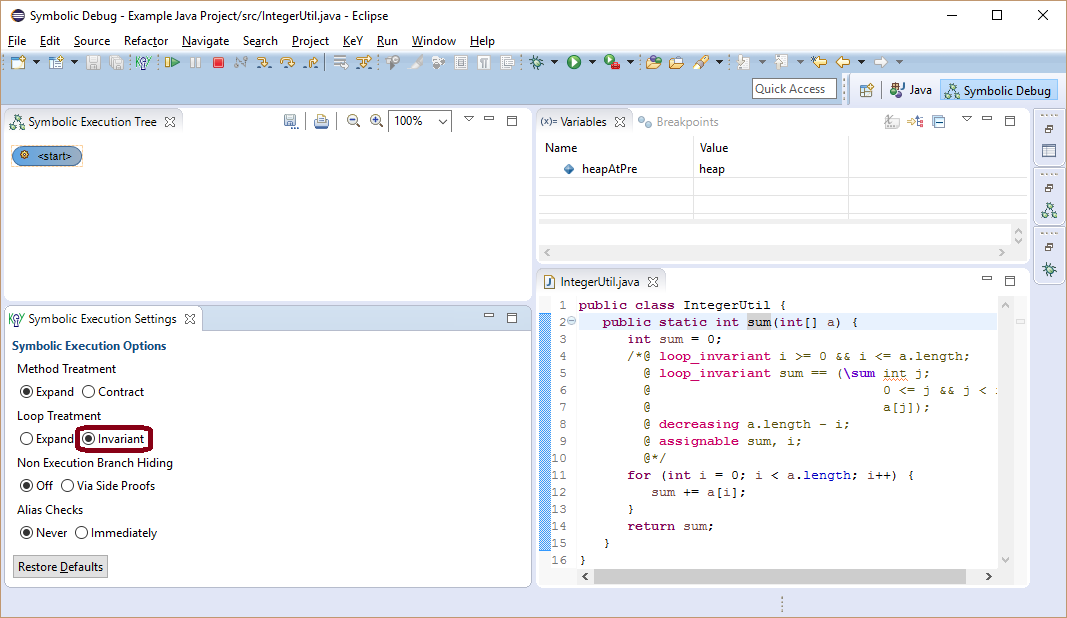 Symbolic Debug - Example Java Project/src/IntegerUtil.java - Eclipse
File Edit Source Refactor Navigate Search Project KeY Run Window Help
Quick Access
Java
Symbolic Debug
Symbolic Execution Tree
100%
<start>
(x)= Variables
Breakpoints
Name Value
heapAtPre heap
Symbolic Execution Settings
Symbolic Execution Options
Method Treatment
Expand Contract
Loop Treatment
Expand Invariant
Non Execution Branch Hiding
Off Via Side Proofs
Alias Checks
Never Immediately
Restore Defaults
IntegerUtil.java
1 public class IntegerUtil {
2 public static int sum(int[] a) {
3 int sum = 0;
4 /*@ loop_invariant i >= 0 && i <= a.length;
5 @ loop_invariant sum == (\sum int j;
6 @ 0 <= j && j <
7 @ a[j]);
8 @ decreasing a.length - i;
9 @ assignable sum, i;
10 @*/
11 for (int i = 0; i < a.length; i++) {
12 sum += a[i];
13 }
14 return sum;
15 }
16 }